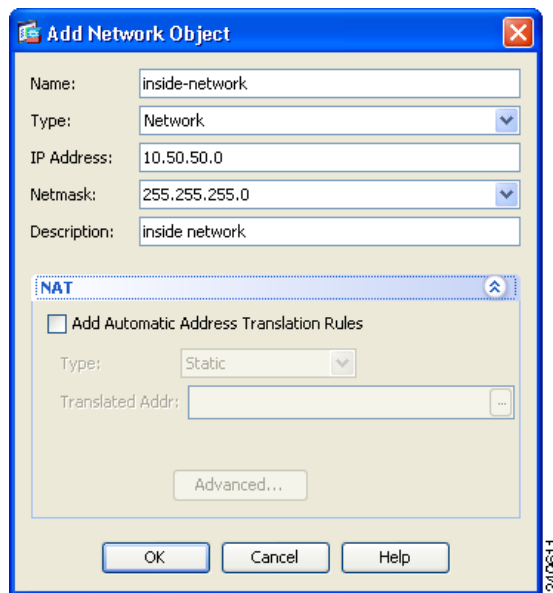 Add Network Object
Name: inside-network
Type: Network
IP Address: 10.50.50.0
Netmask: 255.255.255.0
Description: inside network
NAT
Add Automatic Address Translation Rules
Type: Static
Translated Addr: ...
Advanced...
OK Cancel Help